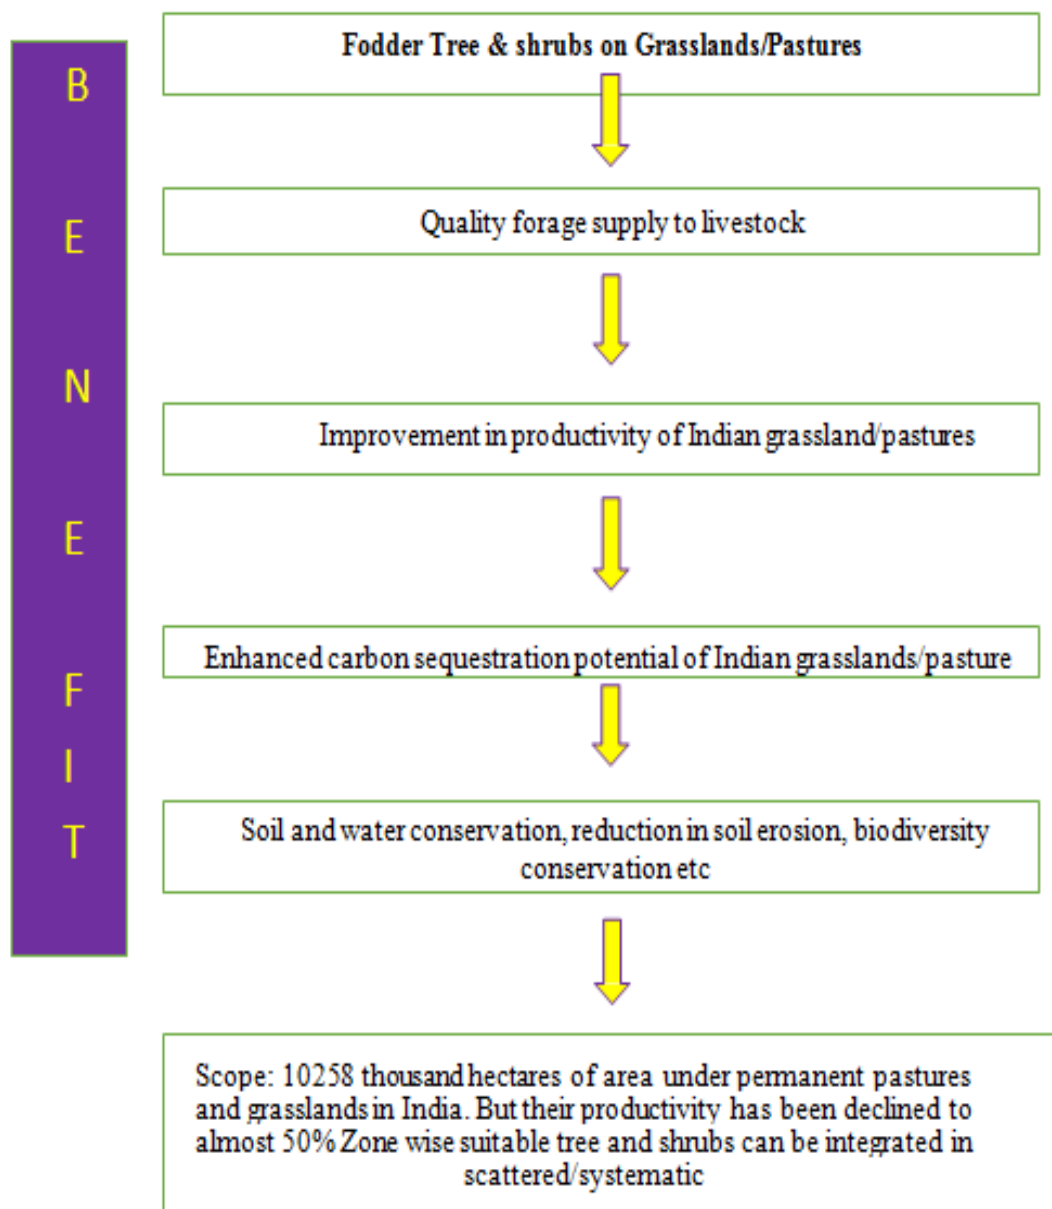 B
E
N
E
F
I
T
Fodder Tree & shrubs on Grasslands/Pastures
Quality forage supply to livestock
Improvement in productivity of Indian grassland/pastures
Enhanced carbon sequestration potential of Indian grasslands/pasture
Soil and water conservation, reduction in soil erosion, biodiversity
conservation etc
Scope: 10258 thousand hectares of area under permanent pastures
and grasslands in India. But their productivity has been declined to
almost 50% Zone wise suitable tree and shrubs can be integrated in
scattered/systematic